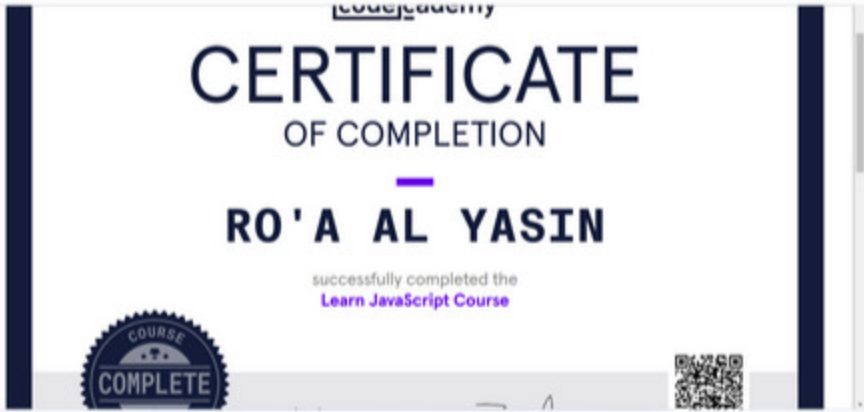 codecademy
CERTIFICATE
OF COMPLETION
RO'A AL YASIN
successfully completed the
Learn JavaScript Course
COURSE
COMPLETE